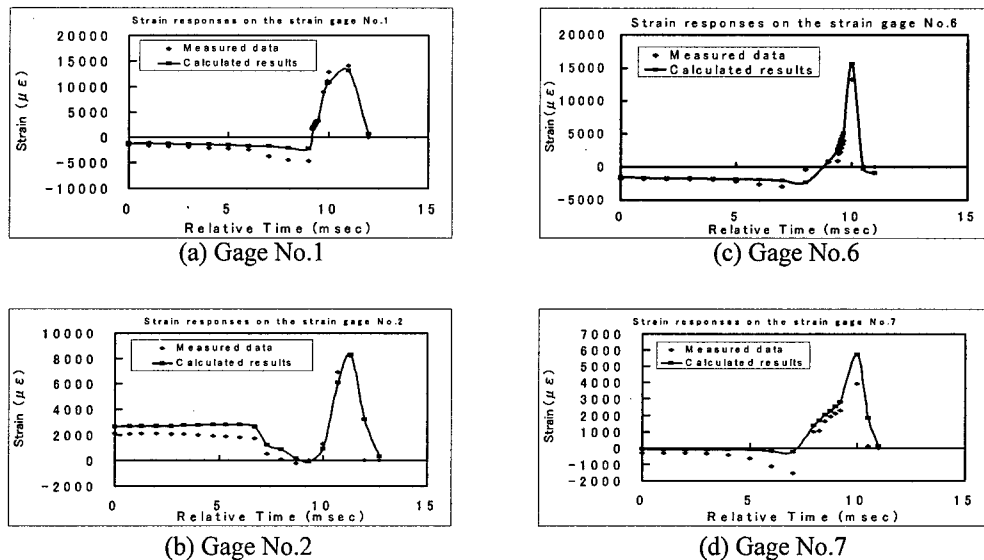 Strain responses on the strain gage No.1
Measured data
Calculated results
20000
15000
10000
5000
0
-5000
-10000
Strain (με)
0 5 10 15
Relative Time (msec)
(a) Gage No.1
Strain responses on the strain gage No.6
Measured data
Calculated results
20000
15000
10000
5000
0
-5000
Strain (με)
0 5 10 15
Relative Time (msec)
(c) Gage No.6
Strain responses on the strain gage No.2
Measured data
Calculated results
10000
8000
6000
4000
2000
0
-2000
Strain (με)
0 5 10 15
Relative Time (msec)
(b) Gage No.2
Strain responses on the strain gage No.7
Measured data
Calculated results
7000
6000
5000
4000
3000
2000
1000
0
-1000
-2000
Strain (με)
0 5 10 15
Relative Time (msec)
(d) Gage No.7